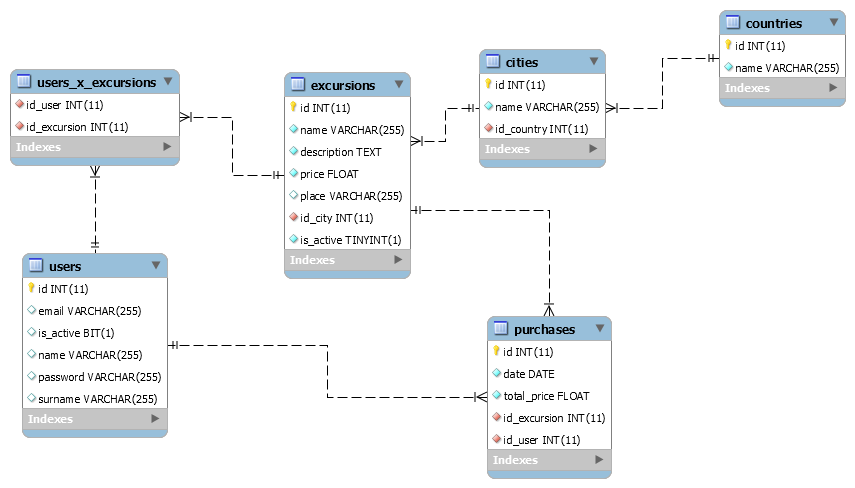 countries
id INT(11)
name VARCHAR(255)
Indexes
cities
id INT(11)
name VARCHAR(255)
id_country INT(11)
Indexes
users_x_excursions
id_user INT(11)
id_excursion INT(11)
Indexes
excursions
id INT(11)
name VARCHAR(255)
description TEXT
price FLOAT
place VARCHAR(255)
id_city INT(11)
is_active TINYINT(1)
Indexes
users
id INT(11)
email VARCHAR(255)
is_active BIT(1)
name VARCHAR(255)
password VARCHAR(255)
surname VARCHAR(255)
Indexes
purchases
id INT(11)
date DATE
total_price FLOAT
id_excursion INT(11)
id_user INT(11)
Indexes